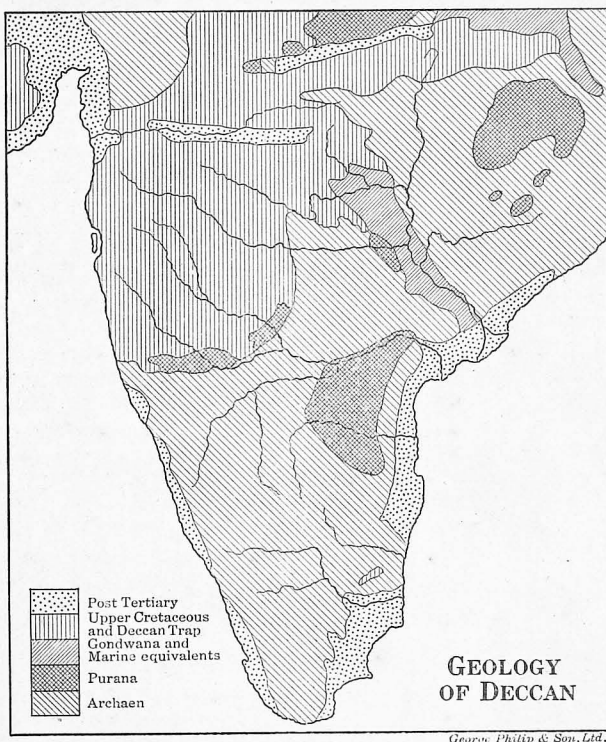 Post Tertiary
Upper Cretaceous
and Deccan Trap
Gondwana and
Marine equivalents
Purana
Archaen
GEOLOGY
OF DECCAN
George Philip & Son, Ltd.